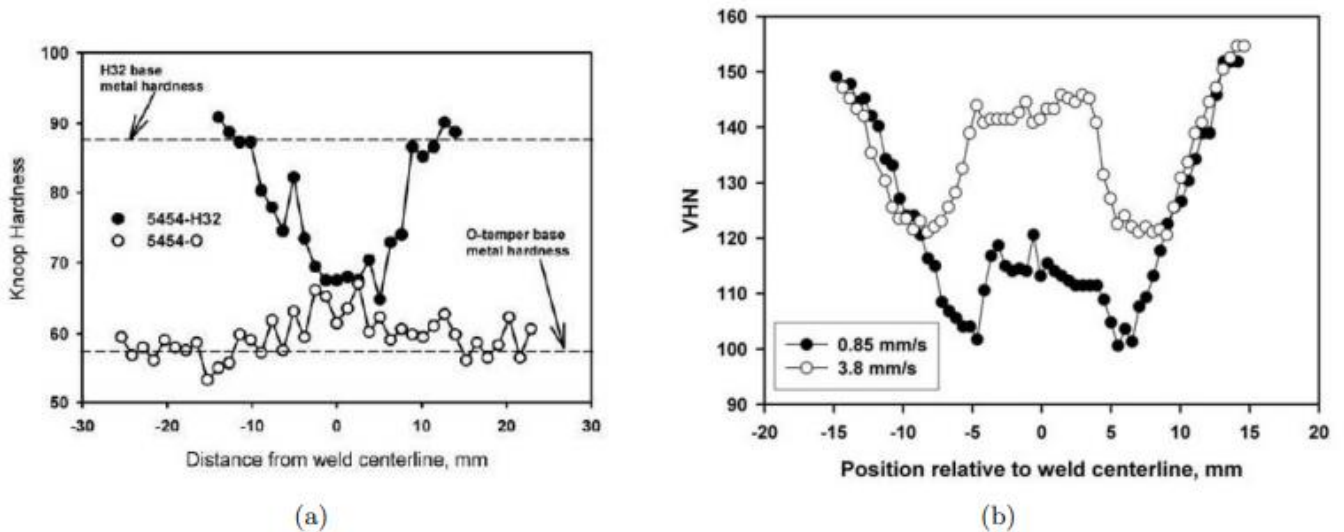 100
90
80
70
60
50
Knoop Hardness
H32 base
metal hardness
5454-H32
5454-O
O-temper base
metal hardness
-30 -20 -10 0 10 20 30
Distance from weld centerline, mm
(a)
160
150
140
130
120
110
100
90
VHN
0.85 mm/s
3.8 mm/s
-20 -15 -10 -5 0 5 10 15 20
Position relative to weld centerline, mm
(b)